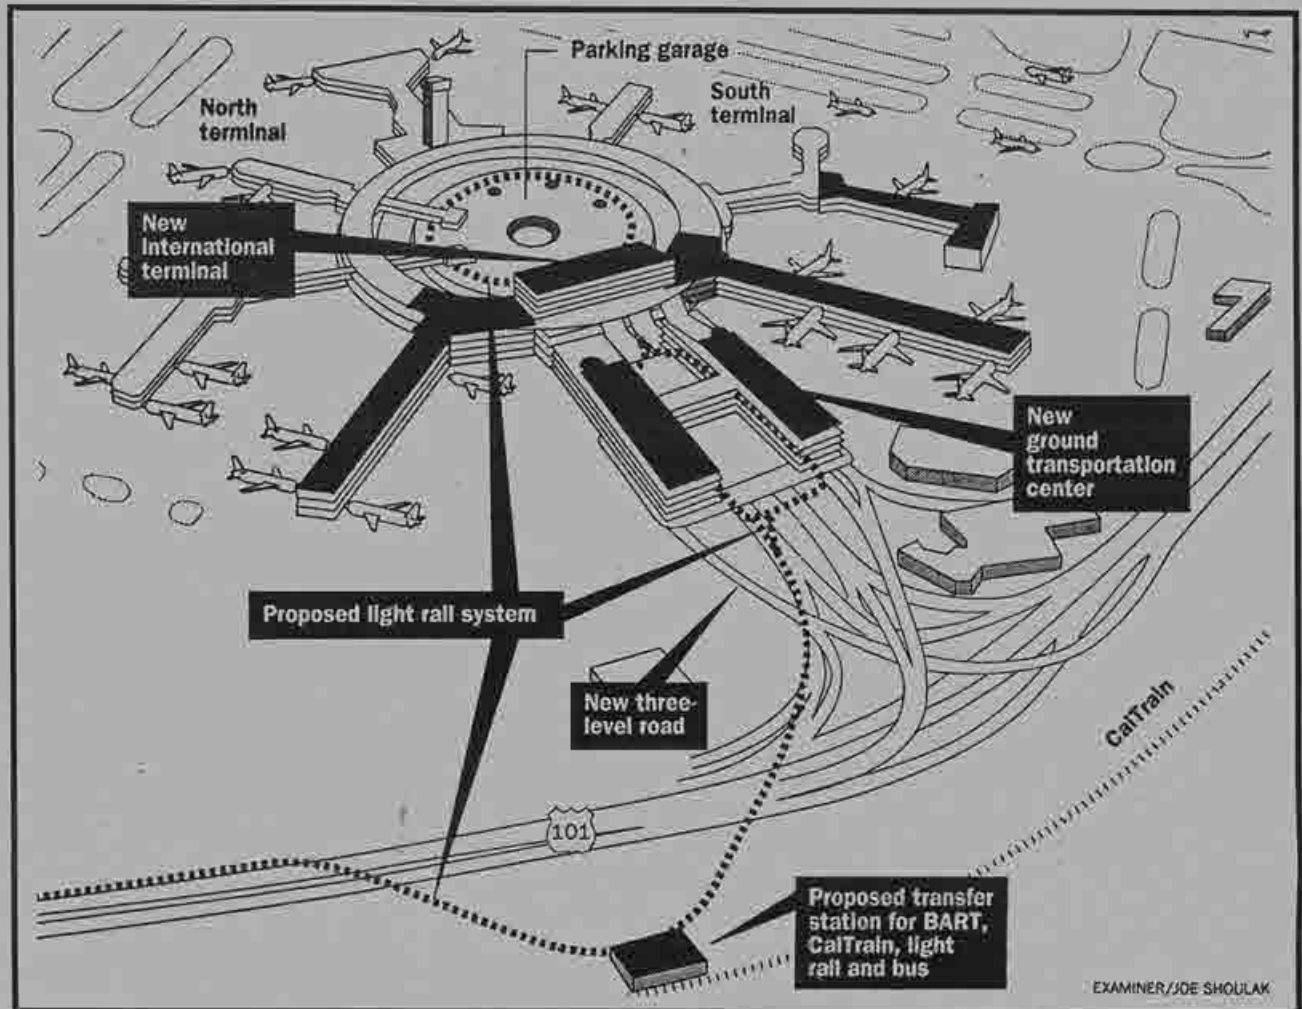 Parking garage
North
terminal
South
terminal
New
International
terminal
New
ground
transportation
center
Proposed light rail system
New three-
level road
CalTrain
101
Proposed transfer
station for BART,
CalTrain, light
rail and bus
EXAMINER/JOE SHOULAK